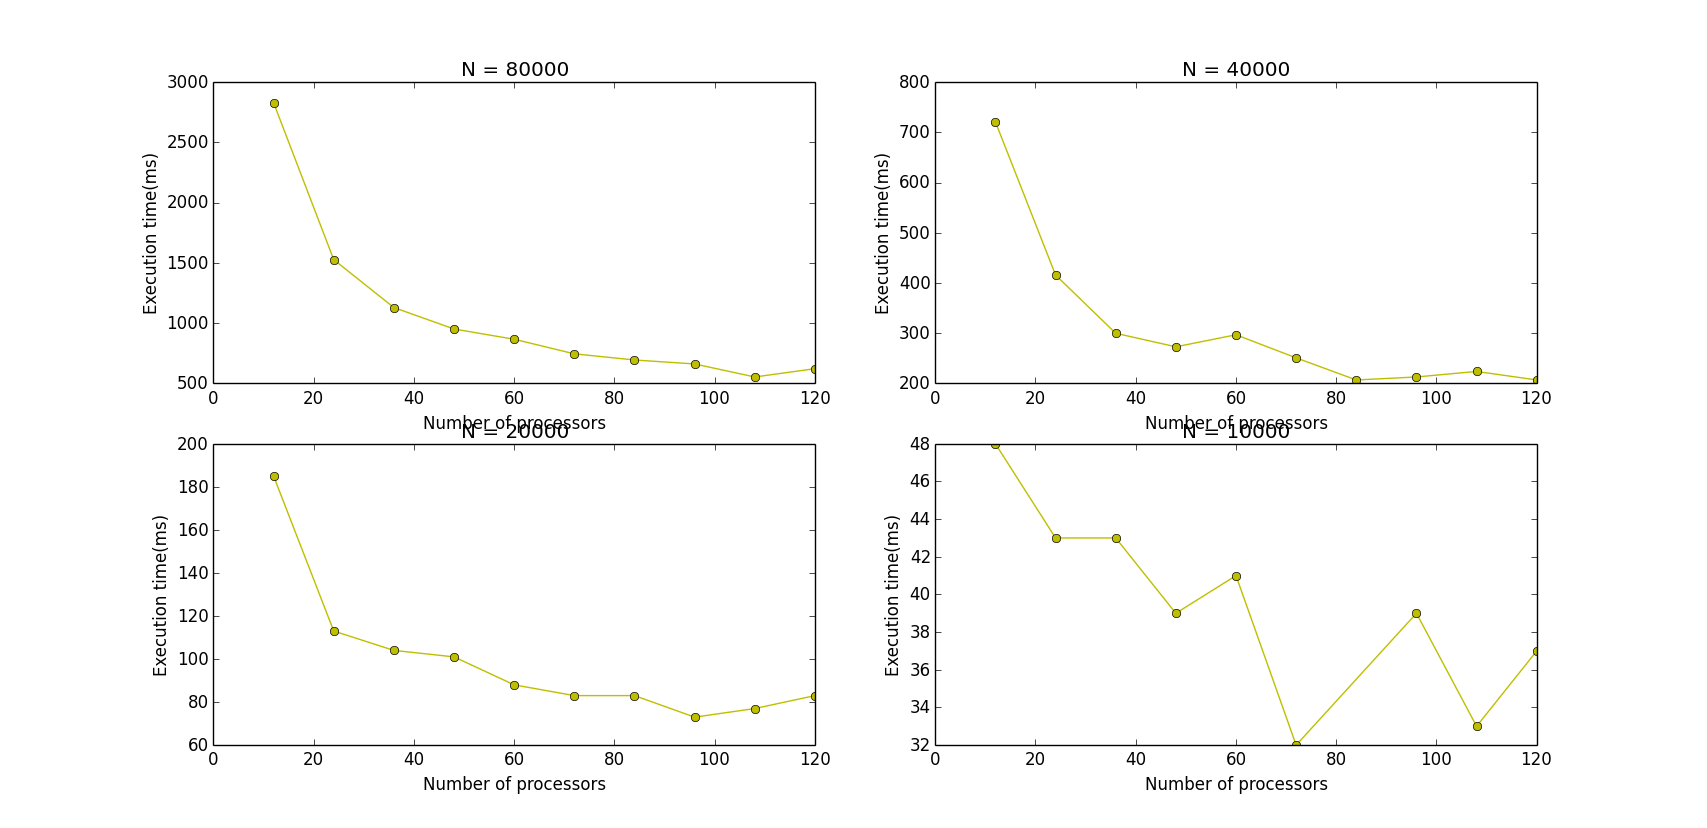 N = 80000
3000
2500
2000
1500
1000
500
Execution time(ms)
0 20 40 60 80 100 120
Number of processors
N = 40000
800
700
600
500
400
300
200
Execution time(ms)
0 20 40 60 80 100 120
Number of processors
N = 20000
200
180
160
140
120
100
80
60
Execution time(ms)
0 20 40 60 80 100 120
Number of processors
N = 10000
48
46
44
42
40
38
36
34
32
Execution time(ms)
0 20 40 60 80 100 120
Number of processors